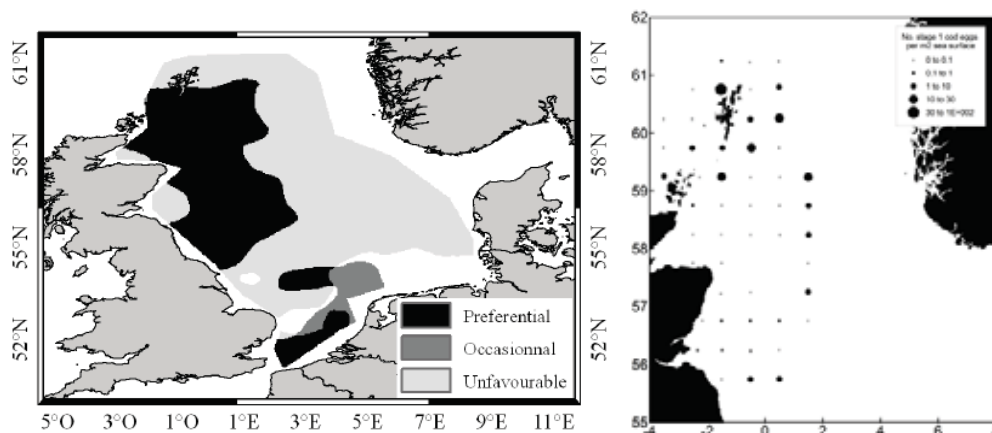 61°N
58°N
55°N
52°N
61°N
58°N
55°N
52°N
Preferential
Occasionnal
Unfavourable
5°O 3°O 1°O 1°E 3°E 5°E 7°E 9°E 11°E
62
61
60
59
58
57
56
55
No. stage 1 cod eggs
per m2 sea surface
0 to 0.1
0.1 to 1
1 to 10
10 to 30
30 to 1E+002
-4 -2 0 2 4 6